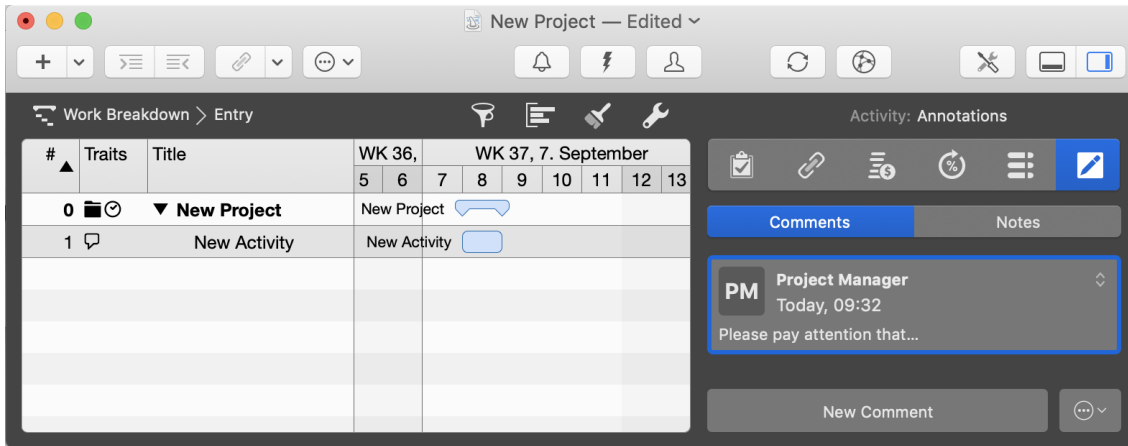 New Project — Edited
Work Breakdown > Entry
Activity: Annotations
# Traits Title WK 36, WK 37, 7. September
5 6 7 8 9 10 11 12 13
0 New Project New Project
1 New Activity New Activity
Comments Notes
PM Project Manager
Today, 09:32
Please pay attention that...
New Comment